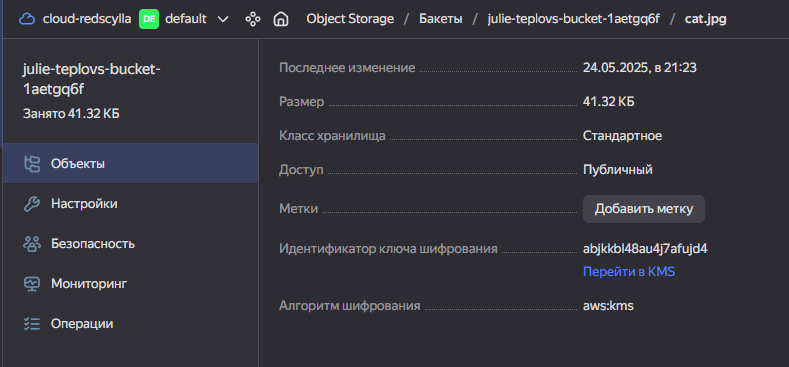 cloud-redscylla DE default Object Storage / Бакеты / julie-teplovs-bucket-1aetgq6f / cat.jpg
julie-teplovs-bucket-
1aetgq6f
Занято 41.32 КБ
Объекты
Настройки
Безопасность
Мониторинг
Операции
Последнее изменение 24.05.2025, в 21:23
Размер 41.32 КБ
Класс хранилища Стандартное
Доступ Публичный
Метки Добавить метку
Идентификатор ключа шифрования abjkkbl48au4j7afujd4
Перейти в KMS
Алгоритм шифрования aws:kms